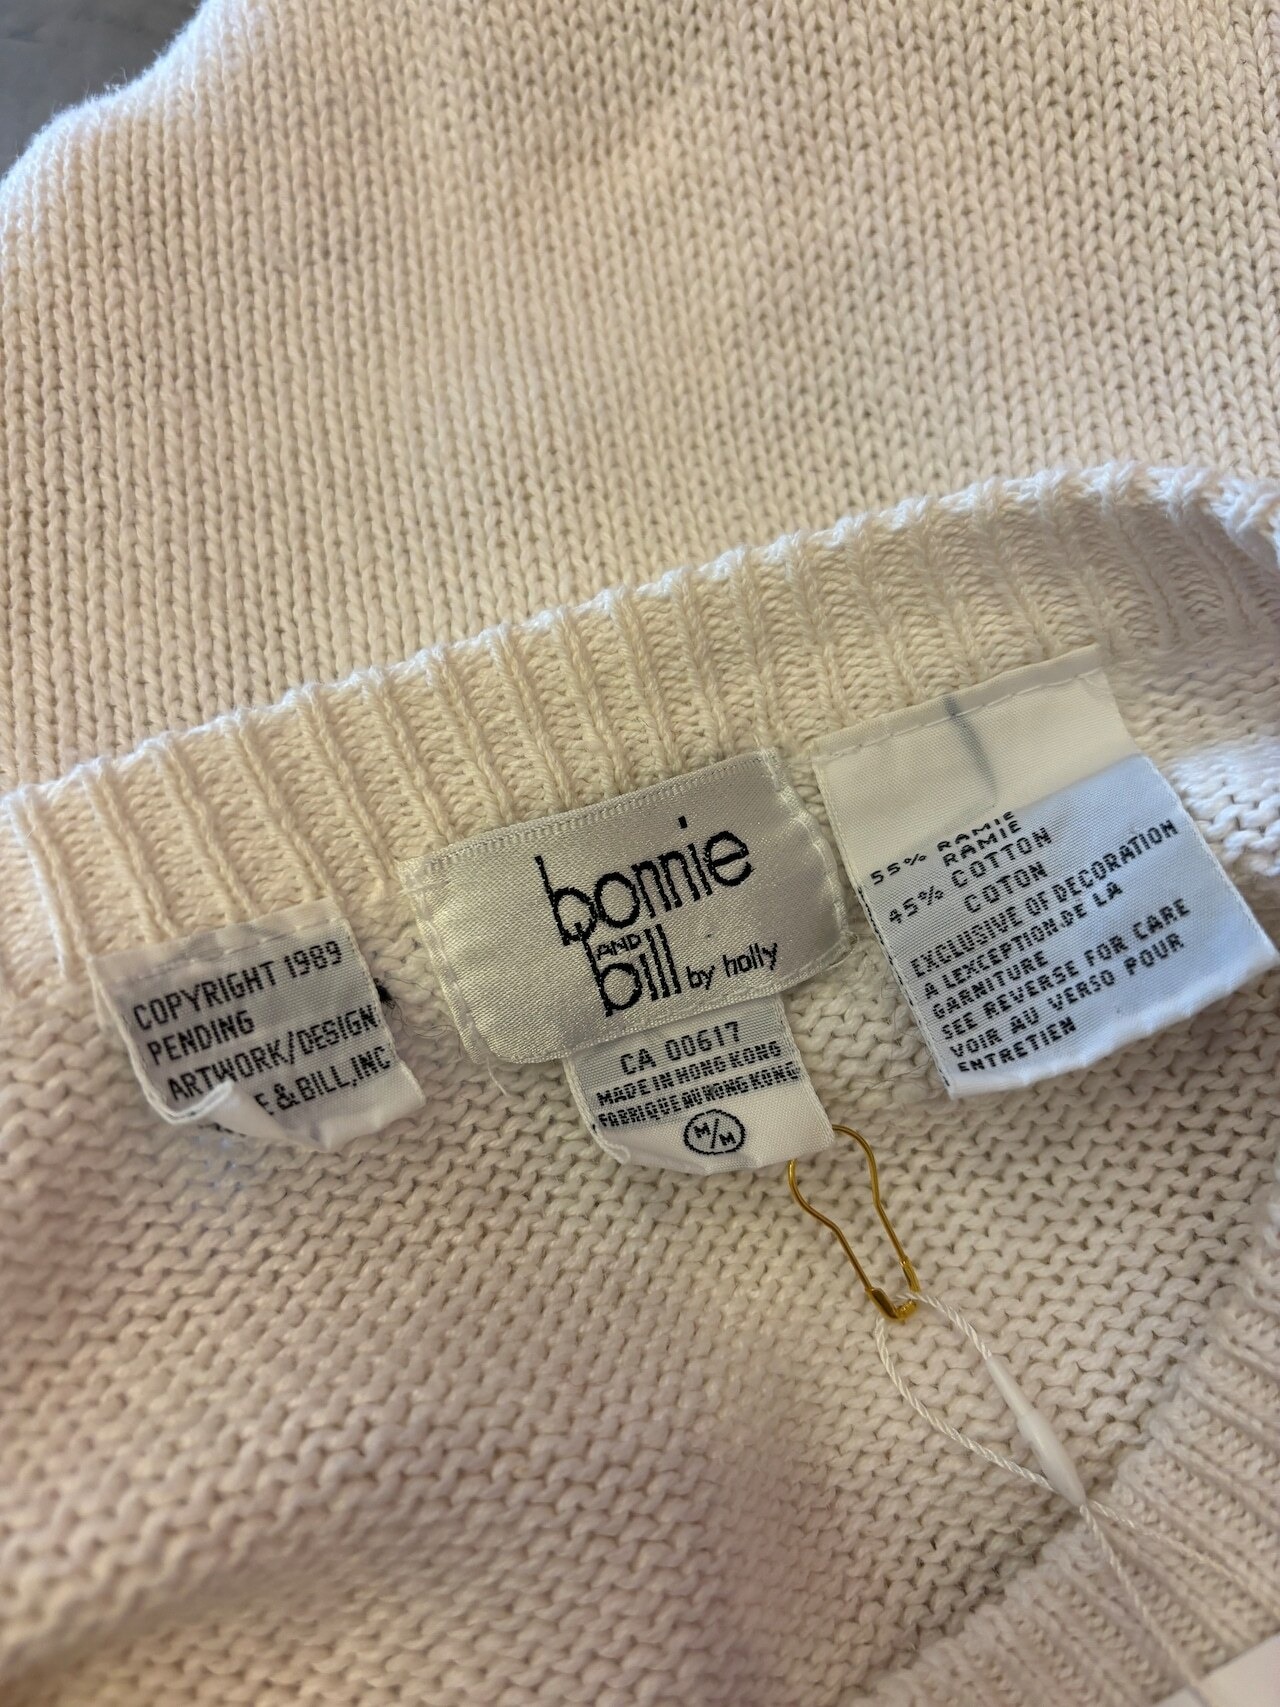 COPYRIGHT 1989
PENDING
ARTWORK/DESIGN
E & BILL, INC
bonnie
AND
bill by holly
CA 00617
MADE IN HONG KONG
FABRIQUE AU HONG KONG
M/M
55% RAMIE
RAMIE
45% COTTON
COTON
EXCLUSIVE OF DECORATION
A LEXCEPTION.DE LA
GARNITURE
SEE REVERSE FOR CARE
VOIR AU VERSO POUR
ENTRETIEN